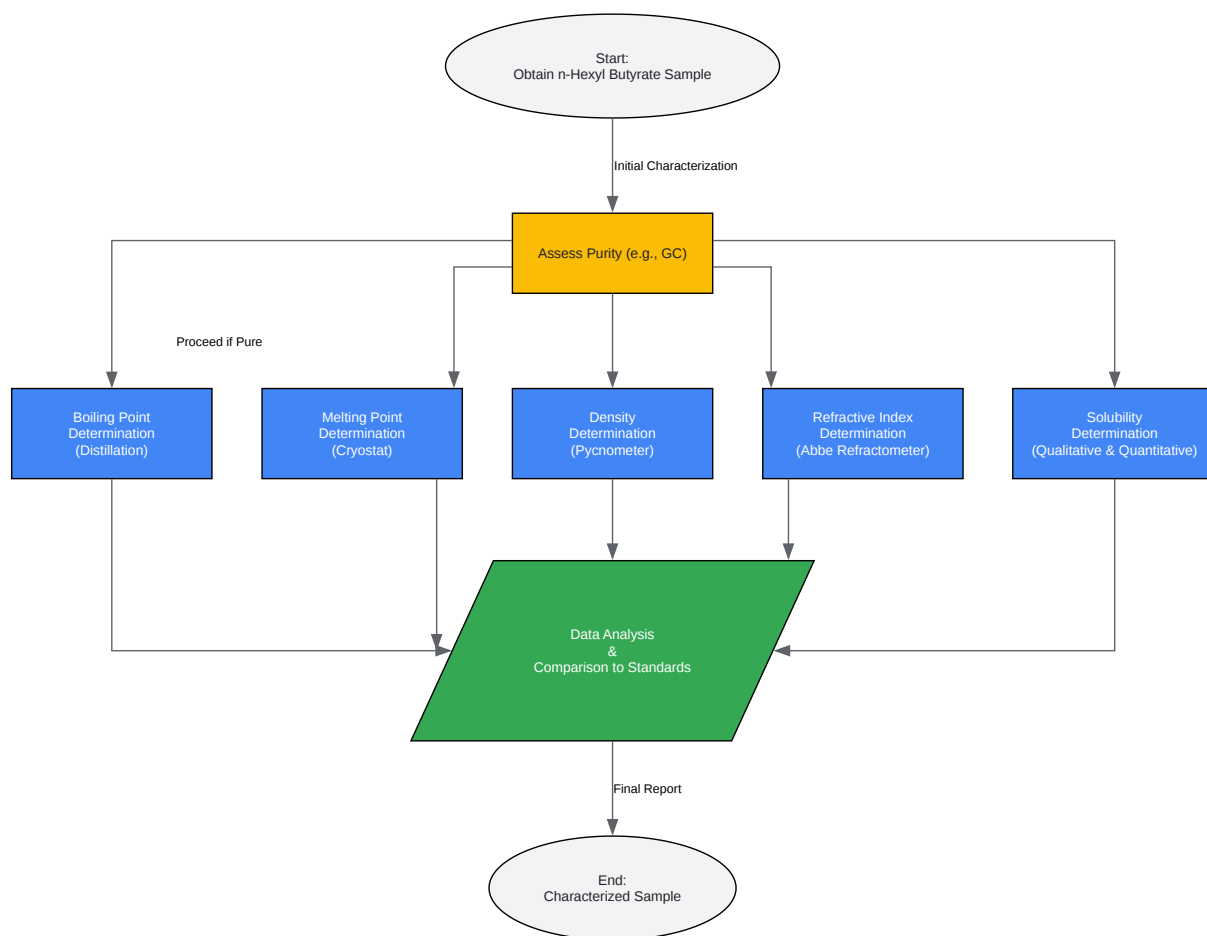 Start:
Obtain n-Hexyl Butyrate Sample
Initial Characterization
Assess Purity (e.g., GC)
Proceed if Pure
Boiling Point
Determination
(Distillation)
Melting Point
Determination
(Cryostat)
Density
Determination
(Pycnometer)
Refractive Index
Determination
(Abbe Refractometer)
Solubility
Determination
(Qualitative & Quantitative)
Data Analysis
&
Comparison to Standards
Final Report
End:
Characterized Sample